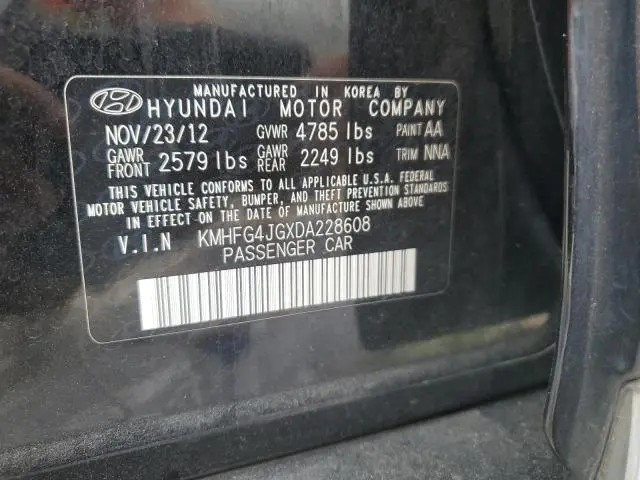 MANUFACTURED IN KOREA BY
HYUNDAI MOTOR COMPANY
NOV/23/12 GVWR 4785 lbs PAINT AA
GAWR FRONT 2579 lbs GAWR REAR 2249 lbs TRIM NNA
THIS VEHICLE CONFORMS TO ALL APPLICABLE U.S.A. FEDERAL
MOTOR VEHICLE SAFETY, BUMPER, AND THEFT PREVENTION STANDARDS
IN EFFECT ON THE DATE OF MANUFACTURE SHOWN ABOVE
V.I.N KMHFG4JGXDA228608
PASSENGER CAR